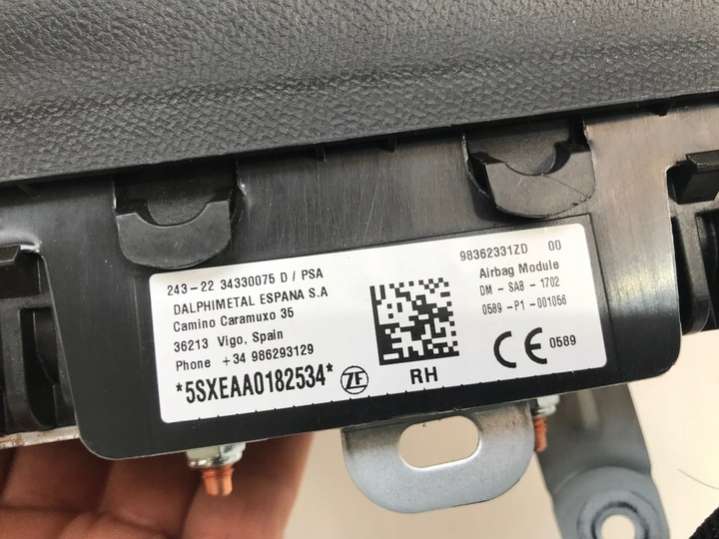 243-22 34330075 D / PSA
DALPHIMETAL ESPANA S.A
Camino Caramuxo 35
36213 Vigo, Spain
Phone +34 986293129
*5SXEAA0182534*
ZF
RH
98362331ZD 00
Airbag Module
DM - SAB - 1702
0589 -P1 -001056
CE 0589